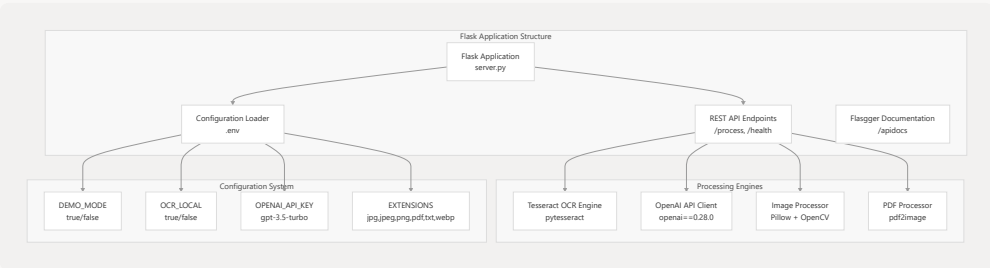 Flask Application Structure
Flask Application
server.py
Configuration Loader
.env
REST API Endpoints
/process, /health
Flasgger Documentation
/apidocs
Configuration System
DEMO_MODE
true/false
OCR_LOCAL
true/false
OPENAI_API_KEY
gpt-3.5-turbo
EXTENSIONS
jpg,jpeg,png,pdf,txt,webp
Processing Engines
Tesseract OCR Engine
pytesseract
OpenAI API Client
openai==0.28.0
Image Processor
Pillow + OpenCV
PDF Processor
pdf2image